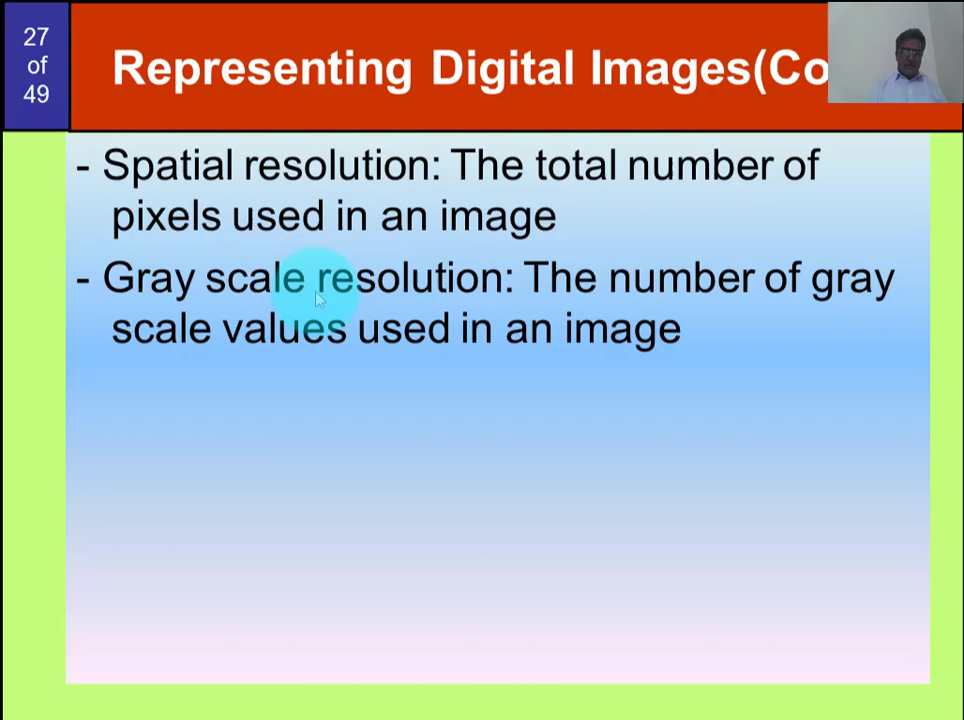 27
of
49
Representing Digital Images(Co
- Spatial resolution: The total number of
pixels used in an image
- Gray scale resolution: The number of gray
scale values used in an image